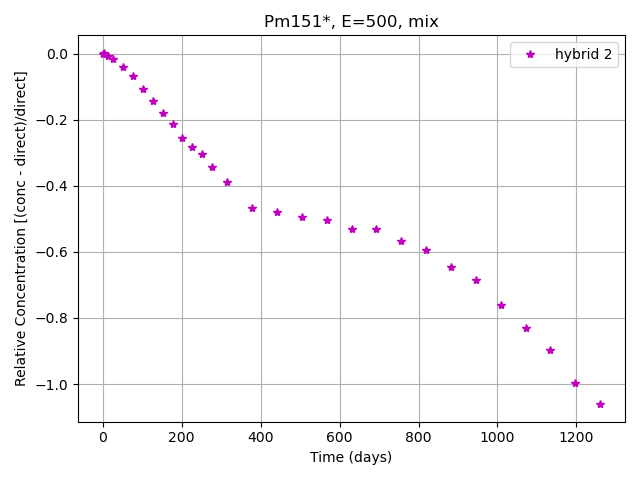 Pm151*, E=500, mix
hybrid 2
0.0
−0.2
−0.4
−0.6
−0.8
−1.0
Relative Concentration [(conc - direct)/direct]
0 200 400 600 800 1000 1200
Time (days)